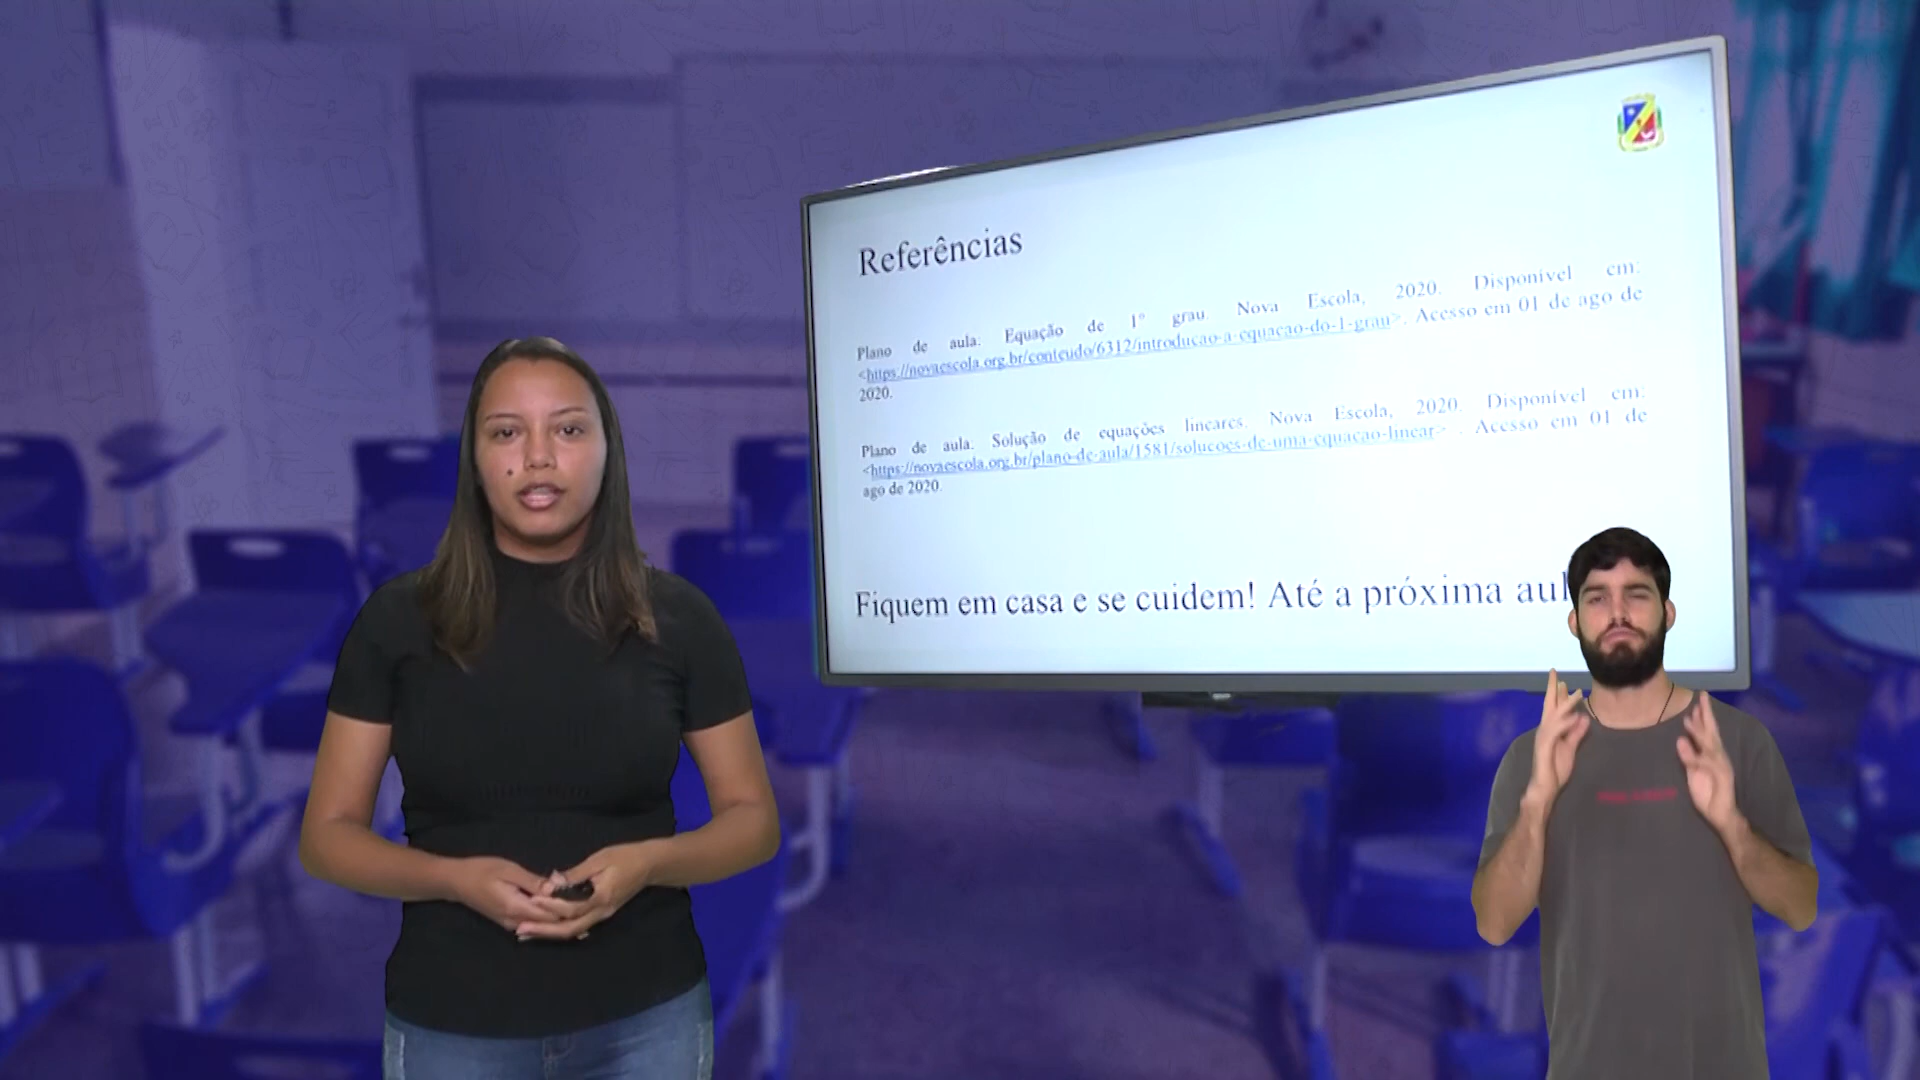 Referências
Plano de aula: Equação de 1° grau. Nova Escola, 2020. Disponível em:
<https://novaescola.org.br/conteudo/6312/introducao-a-equacao-do-1-grau>. Acesso em 01 de ago de
2020.
Plano de aula: Solução de equações lineares. Nova Escola, 2020. Disponível em:
<https://novaescola.org.br/plano-de-aula/1581/solucoes-de-uma-equacao-linear> . Acesso em 01 de
ago de 2020.
Fiquem em casa e se cuidem! Até a próxima aul